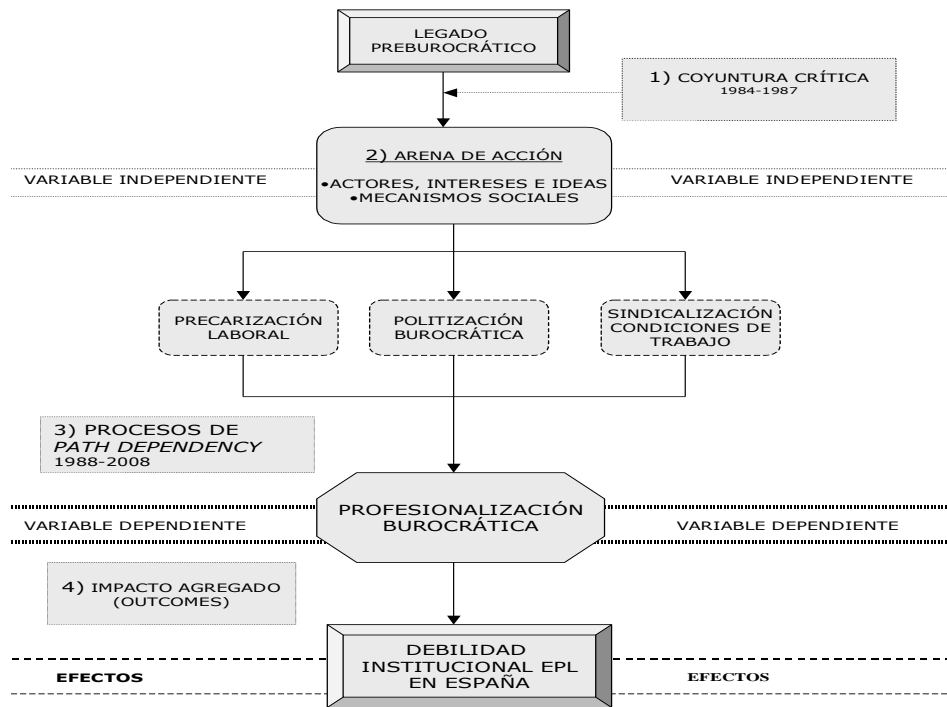 LEGADO
PREBUROCRÁTICO
1) COYUNTURA CRÍTICA
1984-1987
2) ARENA DE ACCIÓN
VARIABLE INDEPENDIENTE
•ACTORES, INTERESES E IDEAS
•MECANISMOS SOCIALES
VARIABLE INDEPENDIENTE
PRECARIZACIÓN
LABORAL
POLITIZACIÓN
BUROCRÁTICA
SINDICALIZACIÓN
CONDICIONES DE
TRABAJO
3) PROCESOS DE
PATH DEPENDENCY
1988-2008
PROFESIONALIZACIÓN
BUROCRÁTICA
VARIABLE DEPENDIENTE
VARIABLE DEPENDIENTE
4) IMPACTO AGREGADO
(OUTCOMES)
DEBILIDAD
INSTITUCIONAL EPL
EN ESPAÑA
EFECTOS
EFECTOS